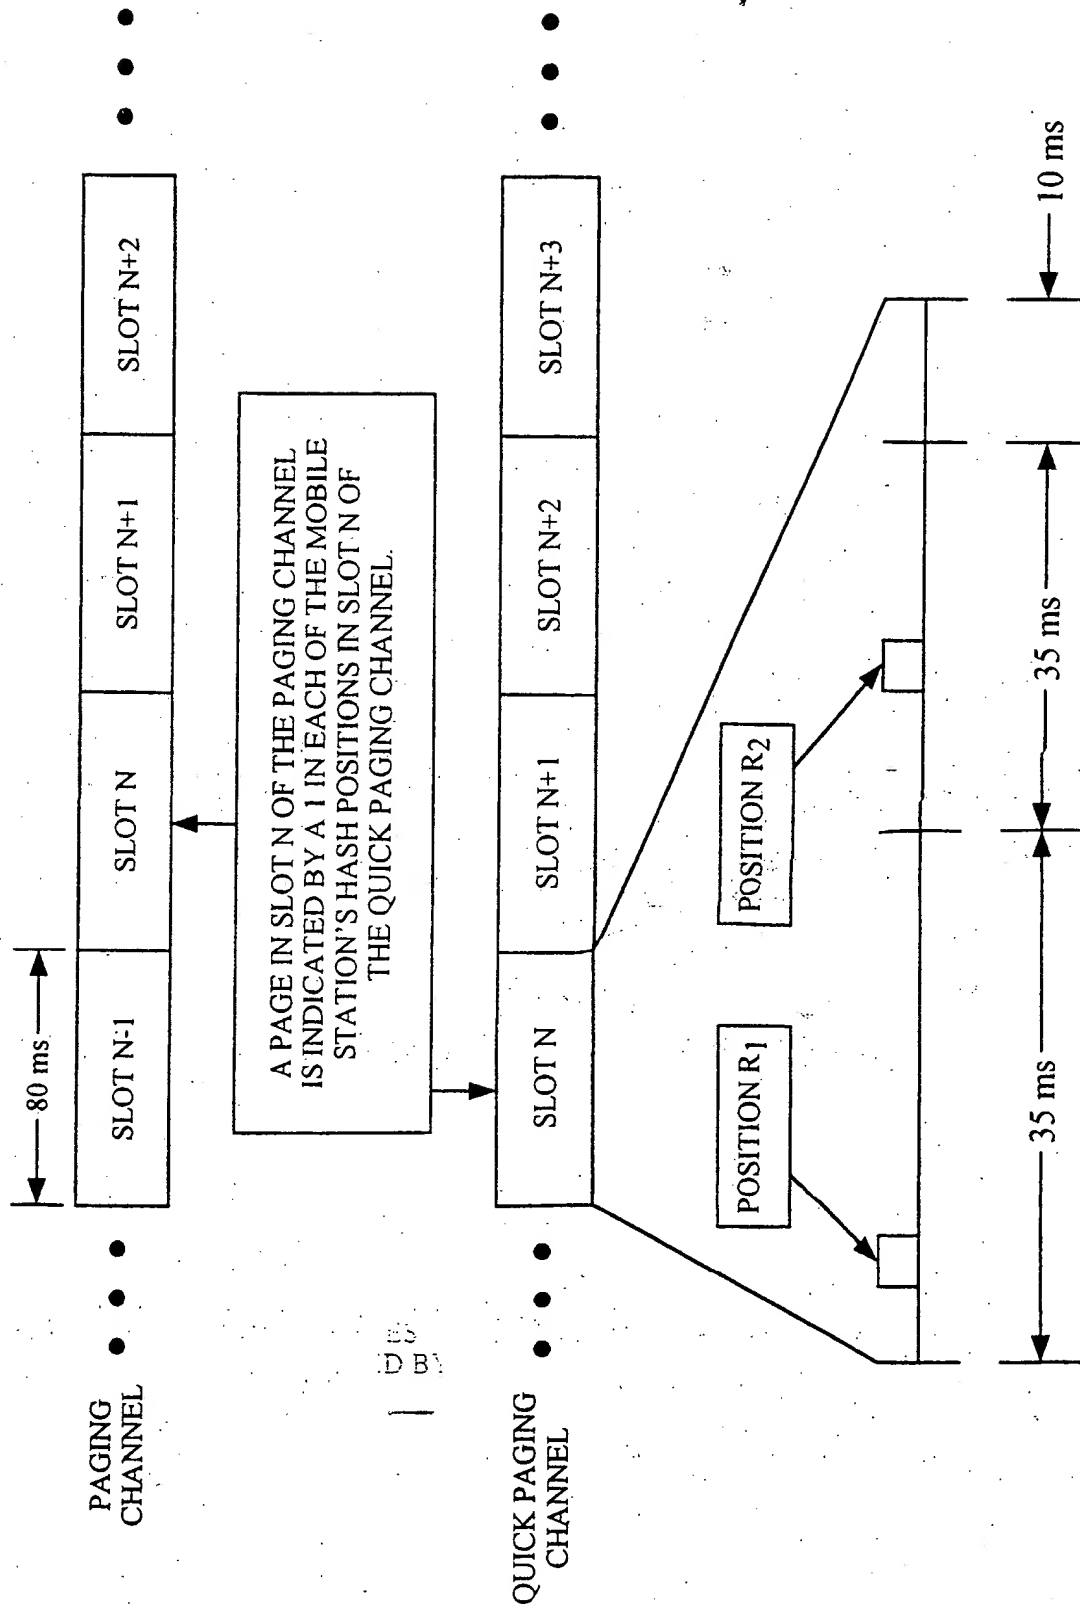 PAGING
CHANNEL
80 ms
SLOT N-1
SLOT N
SLOT N+1
SLOT N+2
A PAGE IN SLOT N OF THE PAGING CHANNEL
IS INDICATED BY A 1 IN EACH OF THE MOBILE
STATION'S HASH POSITIONS IN SLOT N OF
THE QUICK PAGING CHANNEL.
QUICK PAGING
CHANNEL
SLOT N
SLOT N+1
SLOT N+2
SLOT N+3
POSITION R1
POSITION R2
35 ms
35 ms
10 ms